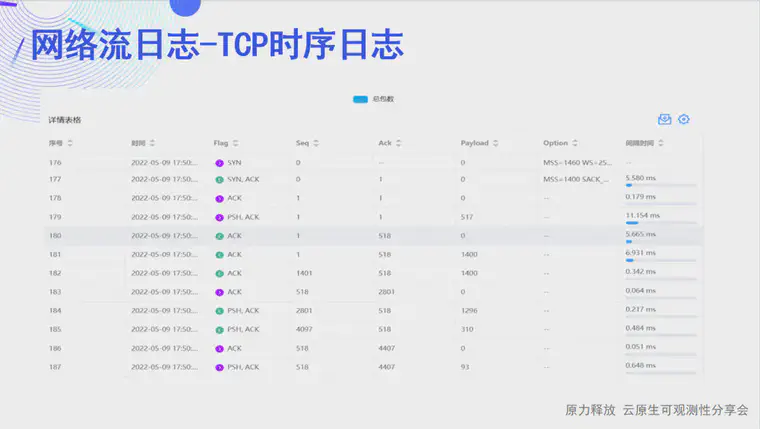 网络流日志-TCP时序日志
总包数
详情表格
序号 时间 Flag Seq Ack Payload Option 间隔时间
176 2022-05-09 17:50:... SYN 0 -- 0 MSS=1460 WS=25... --
177 2022-05-09 17:50:... SYN, ACK 0 1 0 MSS=1400 SACK_... 5.580 ms
178 2022-05-09 17:50:... ACK 1 1 0 -- 0.179 ms
179 2022-05-09 17:50:... PSH, ACK 1 1 517 -- 11.154 ms
180 2022-05-09 17:50:... ACK 1 518 0 -- 5.665 ms
181 2022-05-09 17:50:... ACK 1 518 1400 -- 6.931 ms
182 2022-05-09 17:50:... ACK 1401 518 1400 -- 0.342 ms
183 2022-05-09 17:50:... ACK 518 2801 0 -- 0.064 ms
184 2022-05-09 17:50:... PSH, ACK 2801 518 1296 -- 0.217 ms
185 2022-05-09 17:50:... PSH, ACK 4097 518 310 -- 0.484 ms
186 2022-05-09 17:50:... ACK 518 4407 0 -- 0.051 ms
187 2022-05-09 17:50:... PSH, ACK 518 4407 93 -- 0.648 ms
原力释放 云原生可观测性分享会